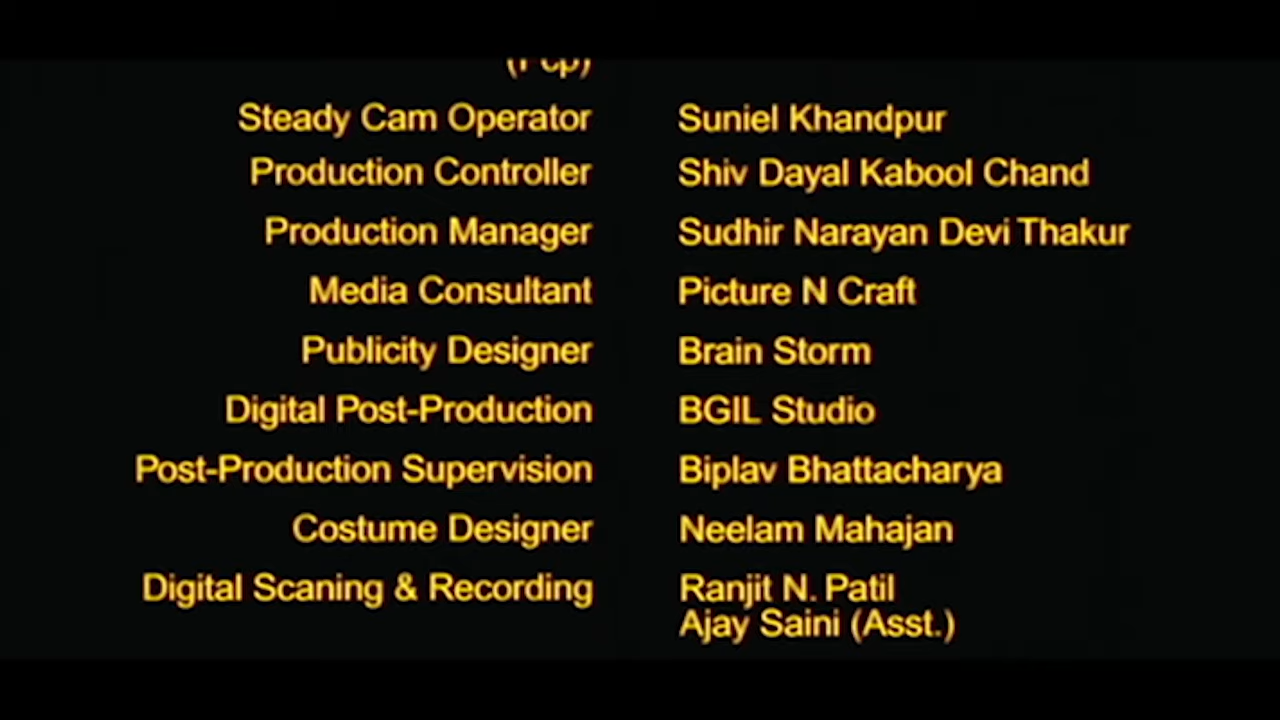 Steady Cam Operator Suniel Khandpur
Production Controller Shiv Dayal Kabool Chand
Production Manager Sudhir Narayan Devi Thakur
Media Consultant Picture N Craft
Publicity Designer Brain Storm
Digital Post-Production BGIL Studio
Post-Production Supervision Biplav Bhattacharya
Costume Designer Neelam Mahajan
Digital Scaning & Recording Ranjit N. Patil
Ajay Saini (Asst.)